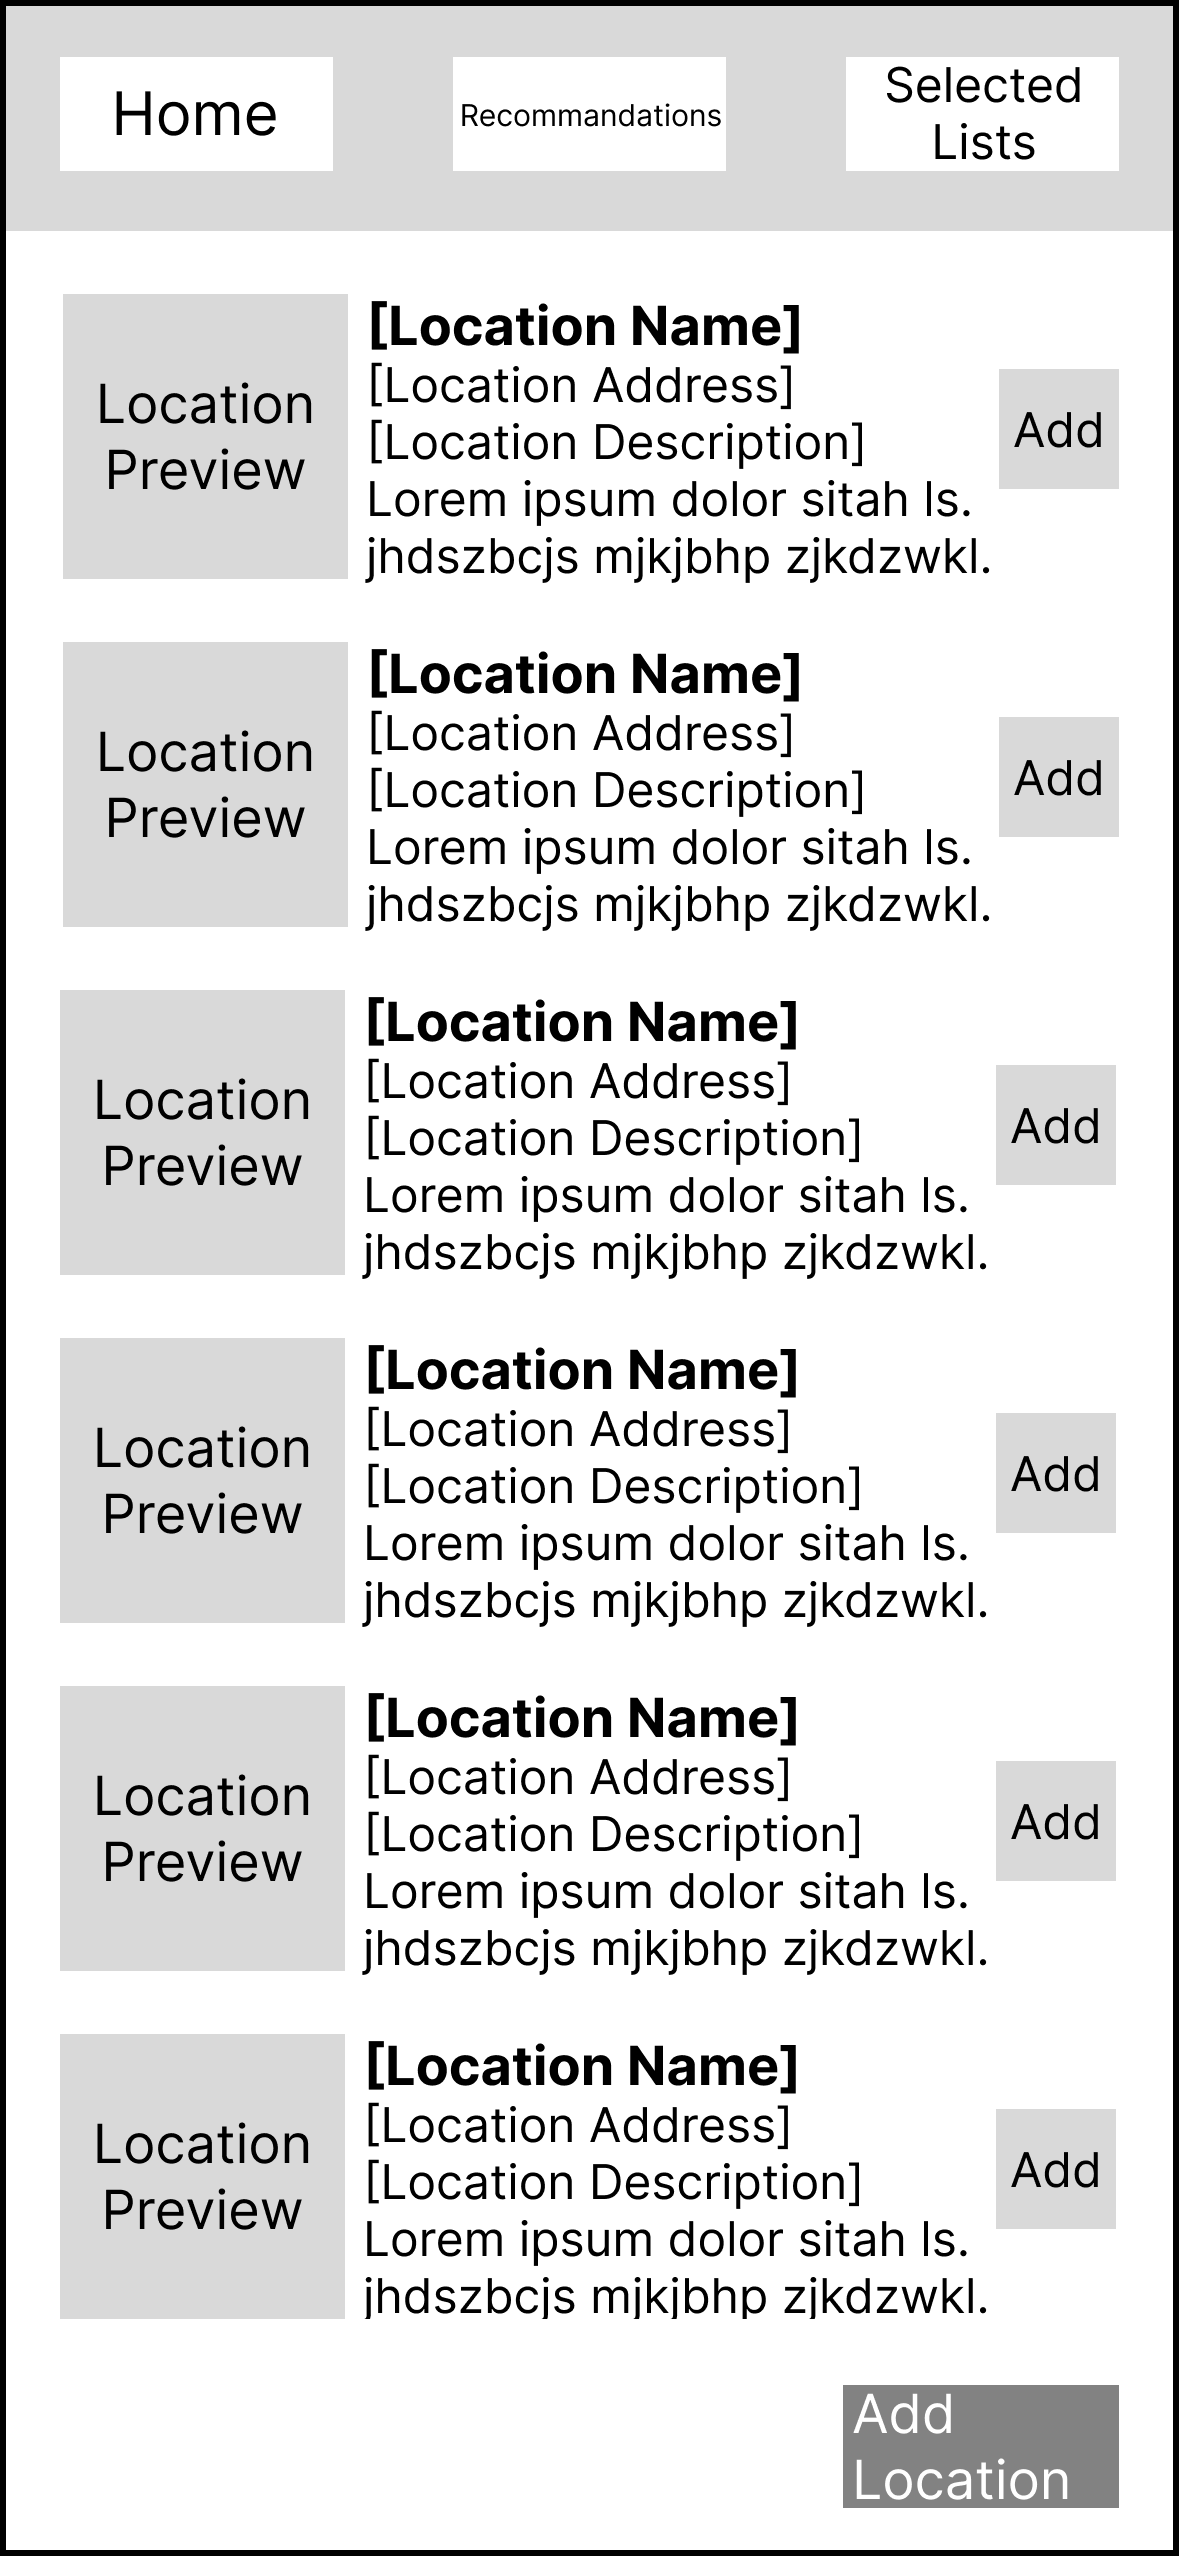 Home
Recommandations
Selected
Lists
Location
Preview
[Location Name]
[Location Address]
[Location Description]
Lorem ipsum dolor sitah ls.
jhdszbcjs mjkjbhp zjkdzwkl.
Add
Location
Preview
[Location Name]
[Location Address]
[Location Description]
Lorem ipsum dolor sitah ls.
jhdszbcjs mjkjbhp zjkdzwkl.
Add
Location
Preview
[Location Name]
[Location Address]
[Location Description]
Lorem ipsum dolor sitah ls.
jhdszbcjs mjkjbhp zjkdzwkl.
Add
Location
Preview
[Location Name]
[Location Address]
[Location Description]
Lorem ipsum dolor sitah ls.
jhdszbcjs mjkjbhp zjkdzwkl.
Add
Location
Preview
[Location Name]
[Location Address]
[Location Description]
Lorem ipsum dolor sitah ls.
jhdszbcjs mjkjbhp zjkdzwkl.
Add
Location
Preview
[Location Name]
[Location Address]
[Location Description]
Lorem ipsum dolor sitah ls.
jhdszbcjs mjkjbhp zjkdzwkl.
Add
Add
Location